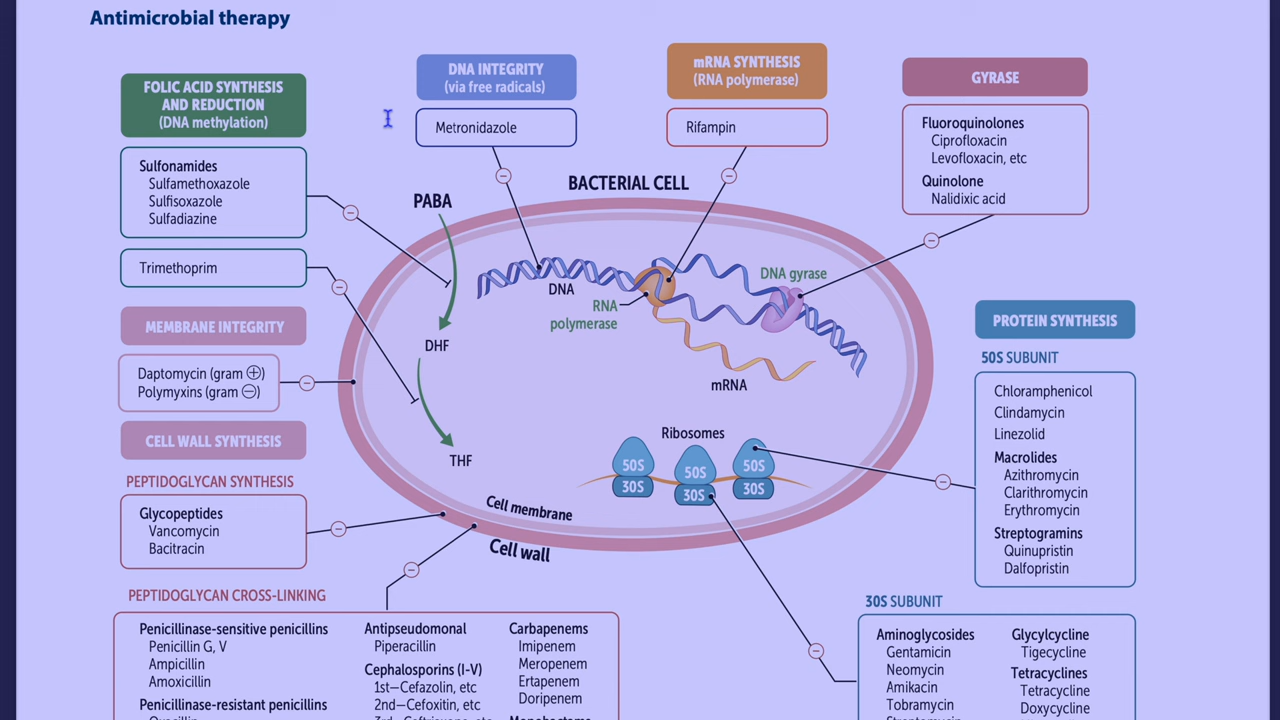 Antimicrobial therapy
FOLIC ACID SYNTHESIS
AND REDUCTION
(DNA methylation)
Sulfonamides
Sulfamethoxazole
Sulfisoxazole
Sulfadiazine
Trimethoprim
DNA INTEGRITY
(via free radicals)
Metronidazole
mRNA SYNTHESIS
(RNA polymerase)
Rifampin
GYRASE
Fluoroquinolones
Ciprofloxacin
Levofloxacin, etc
Quinolone
Nalidixic acid
BACTERIAL CELL
PABA
DHF
THF
DNA
RNA
polymerase
DNA gyrase
mRNA
Ribosomes
50S
30S
50S
30S
50S
30S
Cell membrane
Cell wall
MEMBRANE INTEGRITY
Daptomycin (gram ⊕)
Polymyxins (gram ⊖)
CELL WALL SYNTHESIS
PEPTIDOGLYCAN SYNTHESIS
Glycopeptides
Vancomycin
Bacitracin
PEPTIDOGLYCAN CROSS-LINKING
Penicillinase-sensitive penicillins
Penicillin G, V
Ampicillin
Amoxicillin
Penicillinase-resistant penicillins
Antipseudomonal
Piperacillin
Cephalosporins (I–V)
1st—Cefazolin, etc
2nd—Cefoxitin, etc
Carbapenems
Imipenem
Meropenem
Ertapenem
Doripenem
PROTEIN SYNTHESIS
50S SUBUNIT
Chloramphenicol
Clindamycin
Linezolid
Macrolides
Azithromycin
Clarithromycin
Erythromycin
Streptogramins
Quinupristin
Dalfopristin
30S SUBUNIT
Aminoglycosides
Gentamicin
Neomycin
Amikacin
Tobramycin
Glycylcycline
Tigecycline
Tetracyclines
Tetracycline
Doxycycline